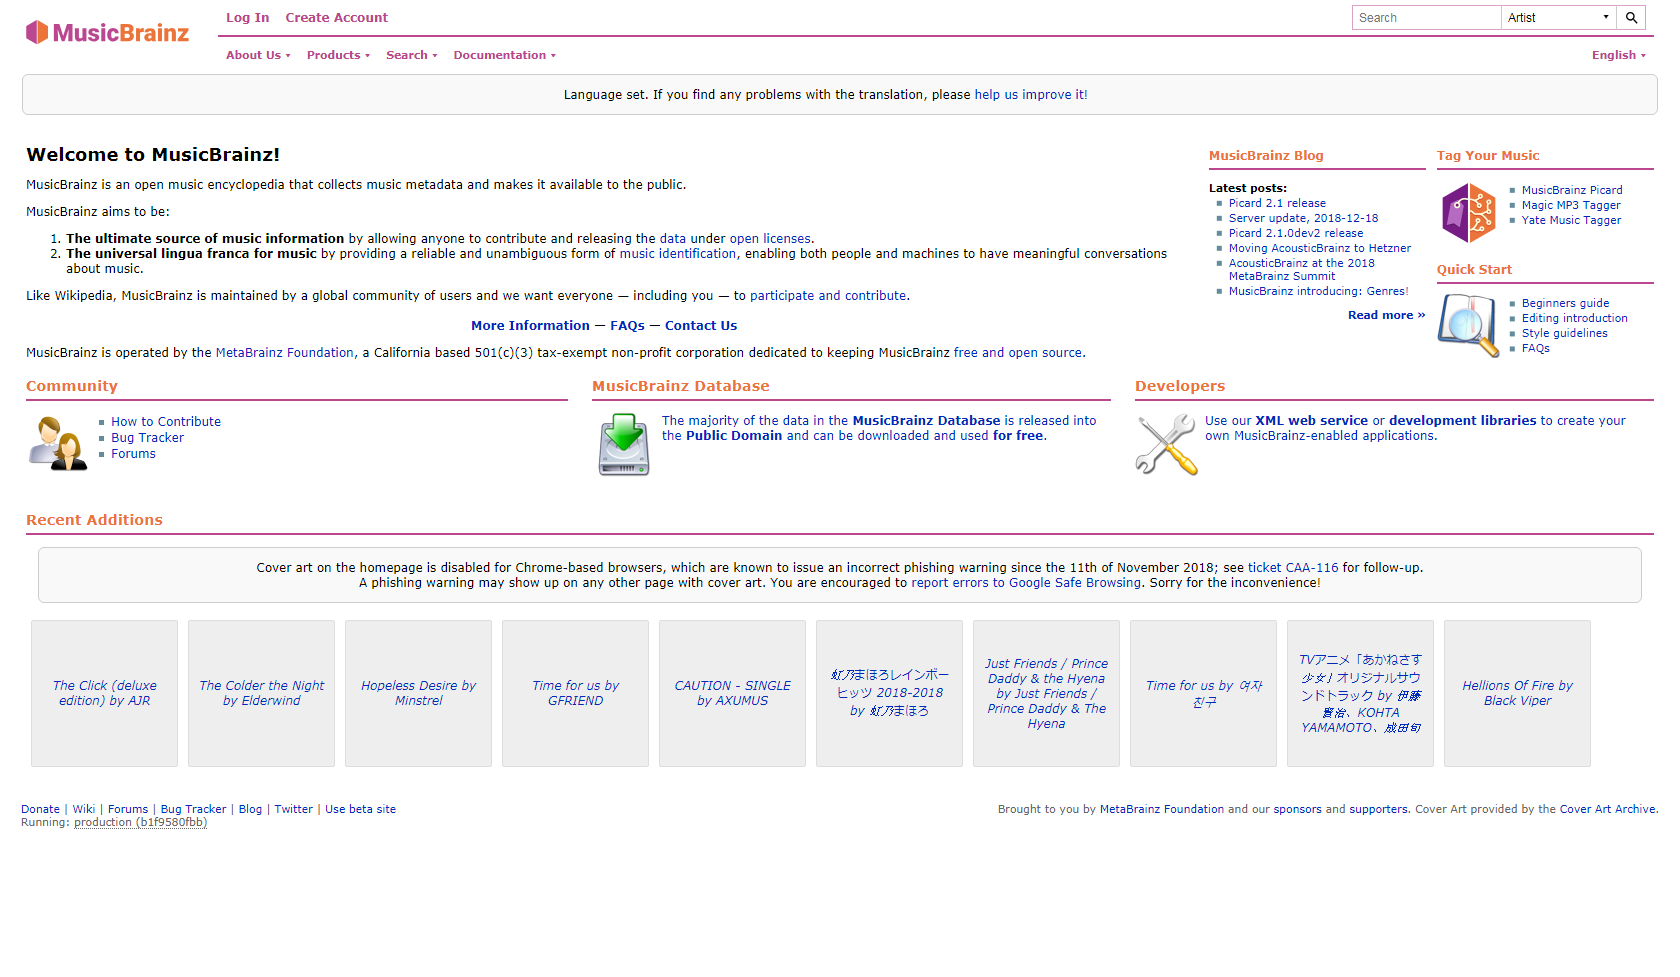 MusicBrainz
Log In Create Account
Search Artist
About Us Products Search Documentation
English
Language set. If you find any problems with the translation, please help us improve it!
Welcome to MusicBrainz!
MusicBrainz is an open music encyclopedia that collects music metadata and makes it available to the public.
MusicBrainz aims to be:
1. The ultimate source of music information by allowing anyone to contribute and releasing the data under open licenses.
2. The universal lingua franca for music by providing a reliable and unambiguous form of music identification, enabling both people and machines to have meaningful conversations
about music.
Like Wikipedia, MusicBrainz is maintained by a global community of users and we want everyone — including you — to participate and contribute.
More Information — FAQs — Contact Us
MusicBrainz is operated by the MetaBrainz Foundation, a California based 501(c)(3) tax-exempt non-profit corporation dedicated to keeping MusicBrainz free and open source.
MusicBrainz Blog
Latest posts:
Picard 2.1 release
Server update, 2018-12-18
Picard 2.1.0dev2 release
Moving AcousticBrainz to Hetzner
AcousticBrainz at the 2018
MetaBrainz Summit
MusicBrainz introducing: Genres!
Read more »
Tag Your Music
MusicBrainz Picard
Magic MP3 Tagger
Yate Music Tagger
Quick Start
Beginners guide
Editing introduction
Style guidelines
FAQs
Community
How to Contribute
Bug Tracker
Forums
MusicBrainz Database
The majority of the data in the MusicBrainz Database is released into
the Public Domain and can be downloaded and used for free.
Developers
Use our XML web service or development libraries to create your
own MusicBrainz-enabled applications.
Recent Additions
Cover art on the homepage is disabled for Chrome-based browsers, which are known to issue an incorrect phishing warning since the 11th of November 2018; see ticket CAA-116 for follow-up.
A phishing warning may show up on any other page with cover art. You are encouraged to report errors to Google Safe Browsing. Sorry for the inconvenience!
The Click (deluxe
edition) by AJR
The Colder the Night
by Elderwind
Hopeless Desire by
Minstrel
Time for us by
GFRIEND
CAUTION - SINGLE
by AXUMUS
虹乃まほろレインボー
ヒッツ 2018-2018
by 虹乃まほろ
Just Friends / Prince
Daddy & the Hyena
by Just Friends /
Prince Daddy & The
Hyena
Time for us by 여자
친구
TVアニメ「あかねさす
少女」オリジナルサウ
ンドトラック by 伊藤
賢治、KOHTA
YAMAMOTO、成田旬
Hellions Of Fire by
Black Viper
Donate | Wiki | Forums | Bug Tracker | Blog | Twitter | Use beta site
Running: production (b1f9580fbb)
Brought to you by MetaBrainz Foundation and our sponsors and supporters. Cover Art provided by the Cover Art Archive.